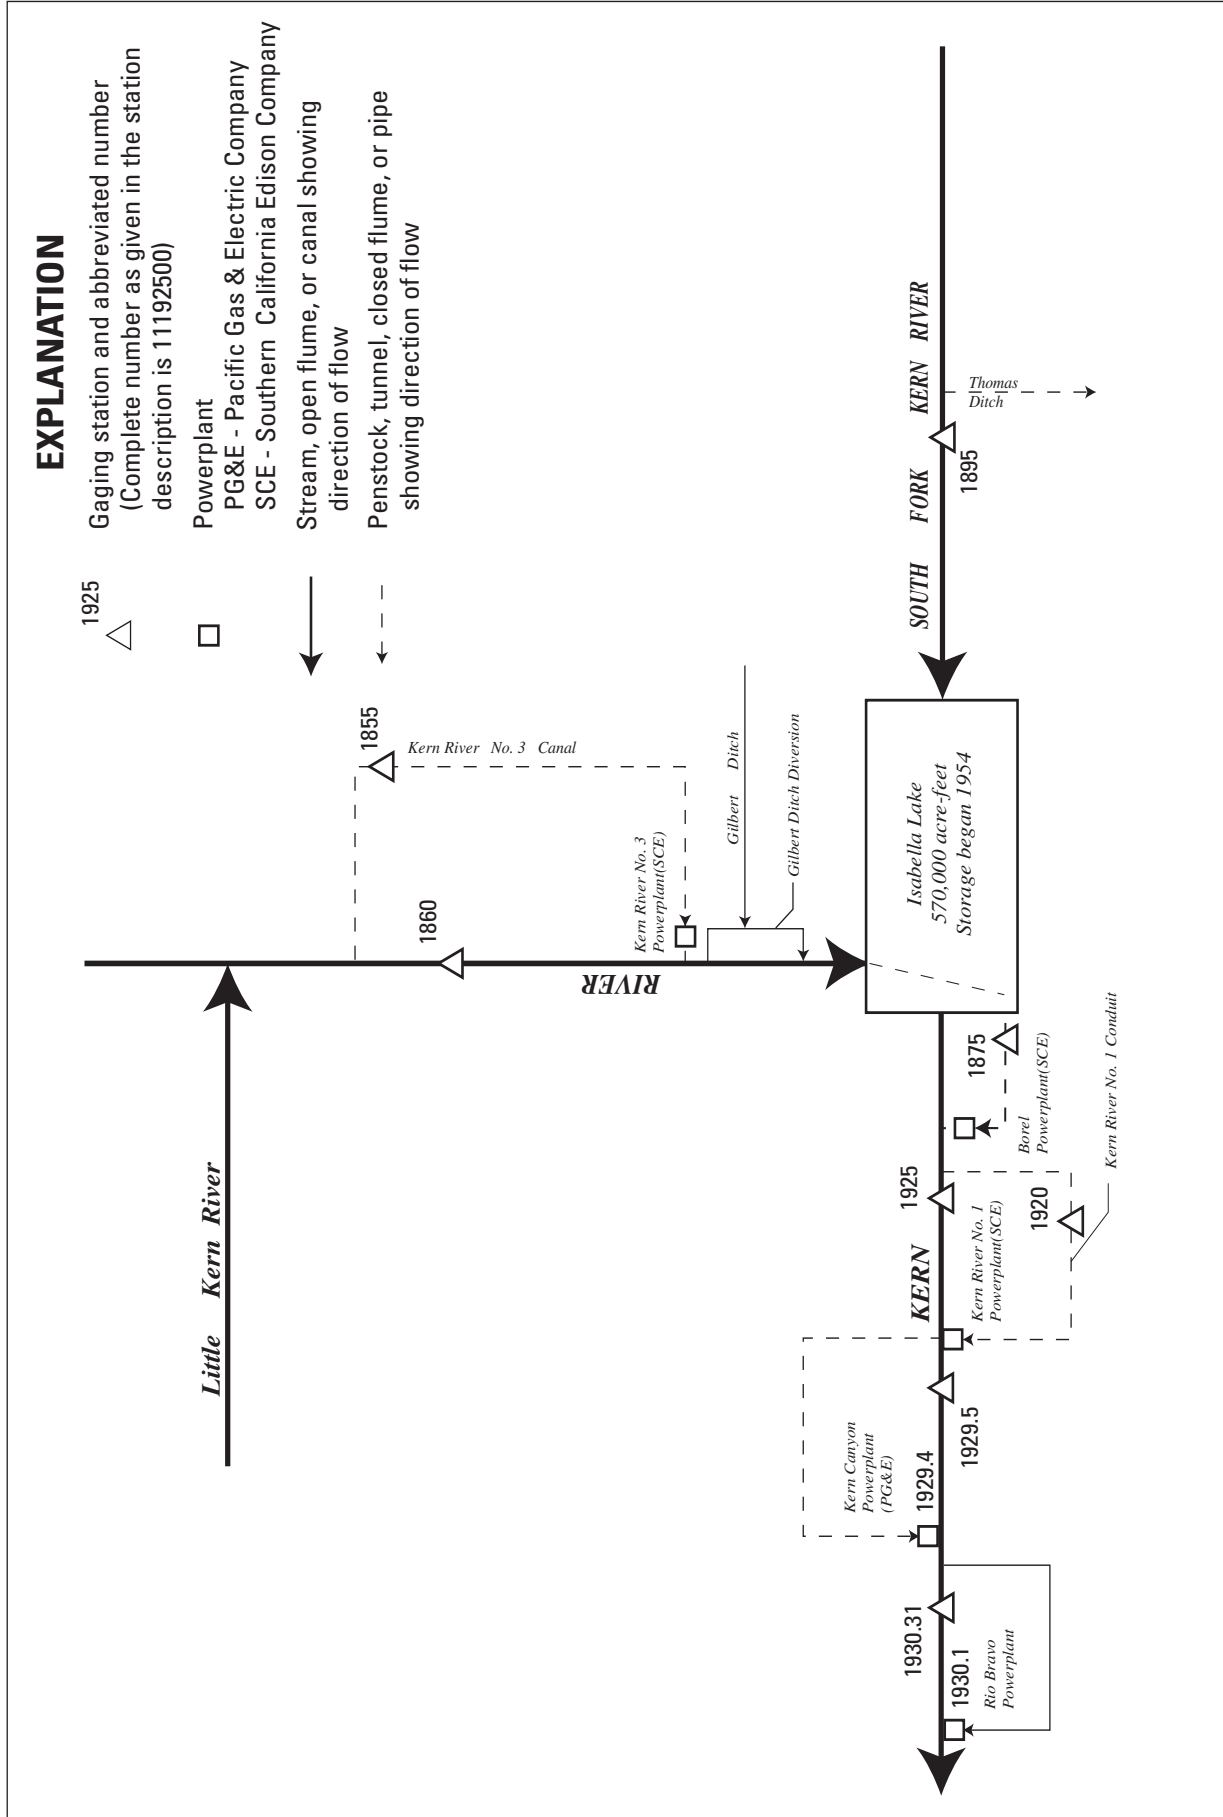 EXPLANATION
1925
Gaging station and abbreviated number
(Complete number as given in the station
description is 11192500)
Powerplant
PG&E - Pacific Gas & Electric Company
SCE - Southern California Edison Company
Stream, open flume, or canal showing
direction of flow
Penstock, tunnel, closed flume, or pipe
showing direction of flow
Little Kern River
1855
Kern River No. 3 Canal
1860
Kern River No. 3
Powerplant(SCE)
RIVER
Gilbert Ditch
Gilbert Ditch Diversion
Isabella Lake
570,000 acre-feet
Storage began 1954
SOUTH FORK KERN RIVER
1895
Thomas
Ditch
1875
Borel
Powerplant(SCE)
Kern River No. 1 Conduit
1925
1920
KERN
Kern River No. 1
Powerplant(SCE)
1929.5
Kern Canyon
Powerplant
(PG&E)
1929.4
1930.31
1930.1
Rio Bravo
Powerplant